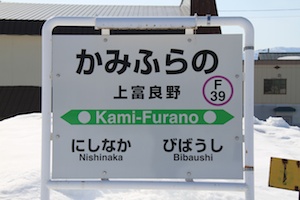 かみふらの
上富良野
F
39
Kami-Furano
にしなか びばうし
Nishinaka Bibaushi